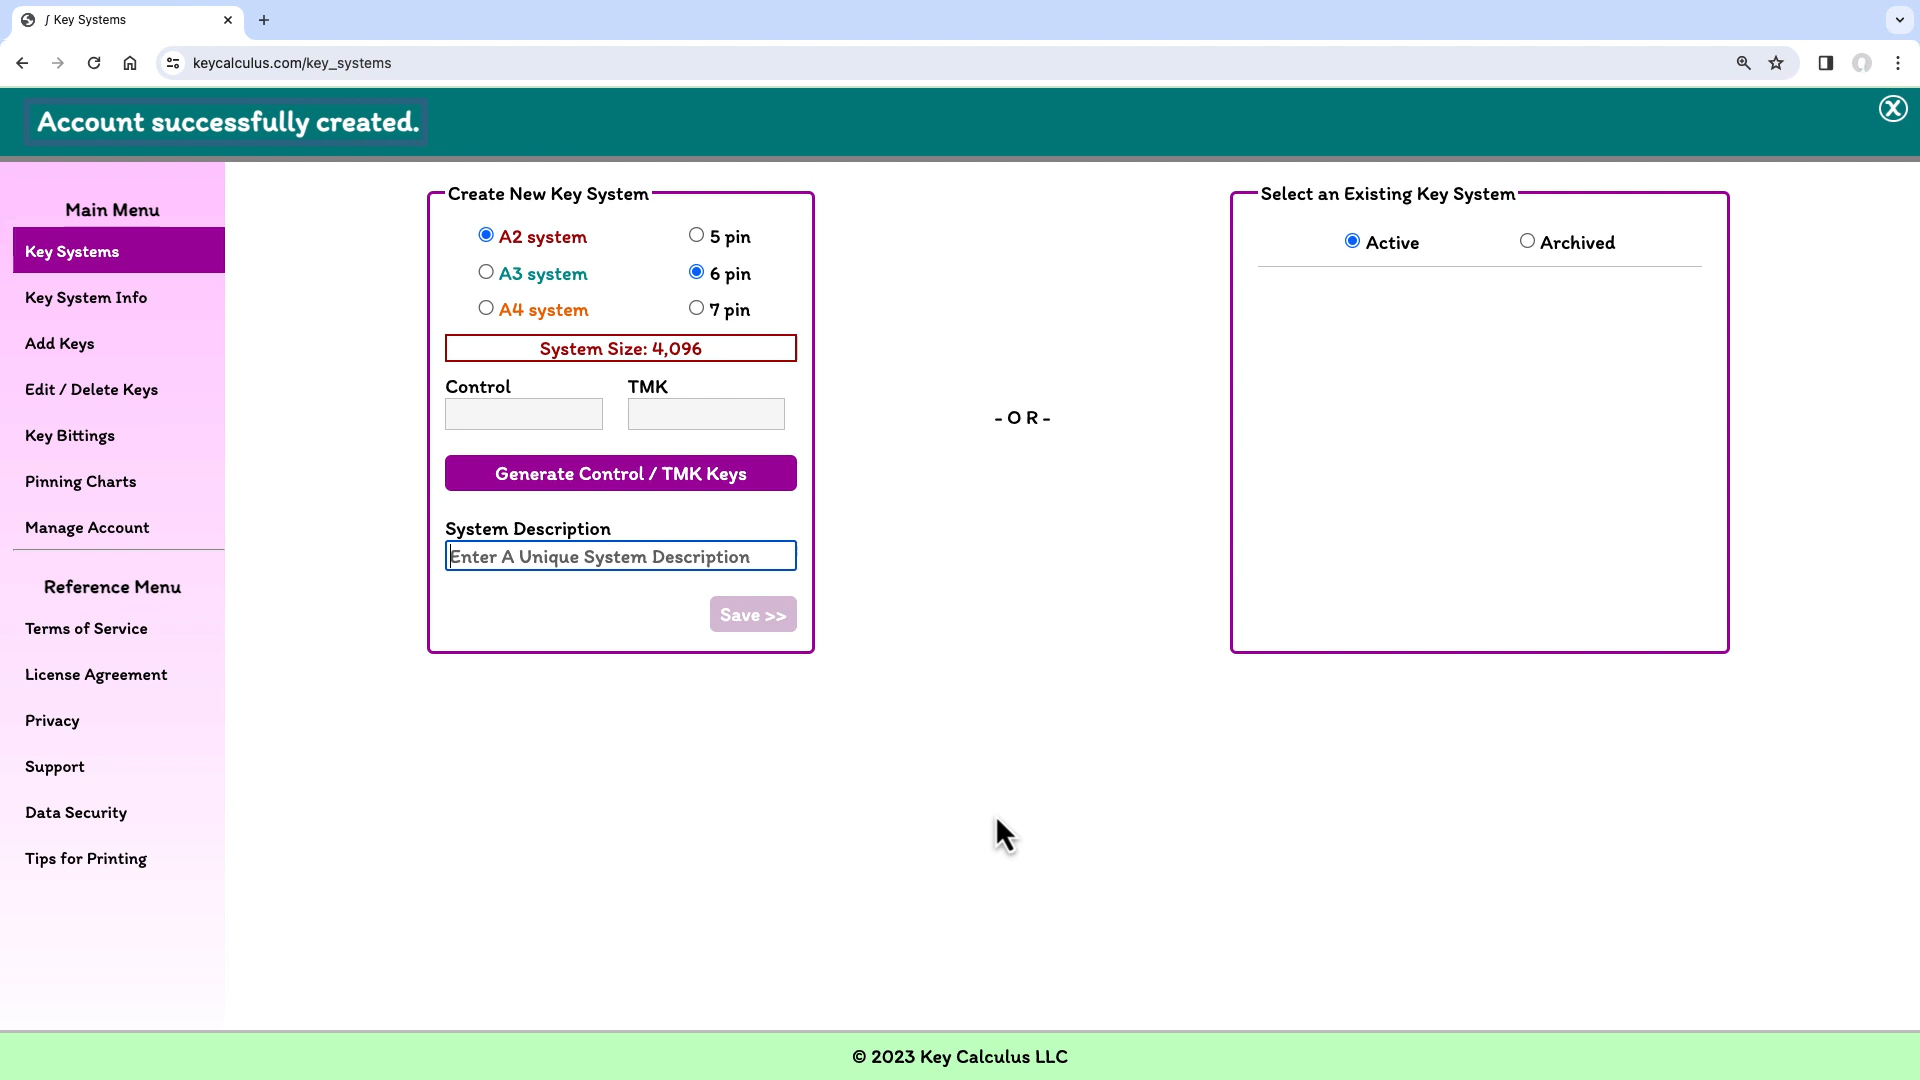 ∫ Key Systems
keycalculus.com/key_systems
Account successfully created.
Main Menu
Key Systems
Key System Info
Add Keys
Edit / Delete Keys
Key Bittings
Pinning Charts
Manage Account
Reference Menu
Terms of Service
License Agreement
Privacy
Support
Data Security
Tips for Printing
Create New Key System
A2 system 5 pin
A3 system 6 pin
A4 system 7 pin
System Size: 4,096
Control TMK
Generate Control / TMK Keys
System Description
Enter A Unique System Description
Save >>
- O R -
Select an Existing Key System
Active Archived
© 2023 Key Calculus LLC